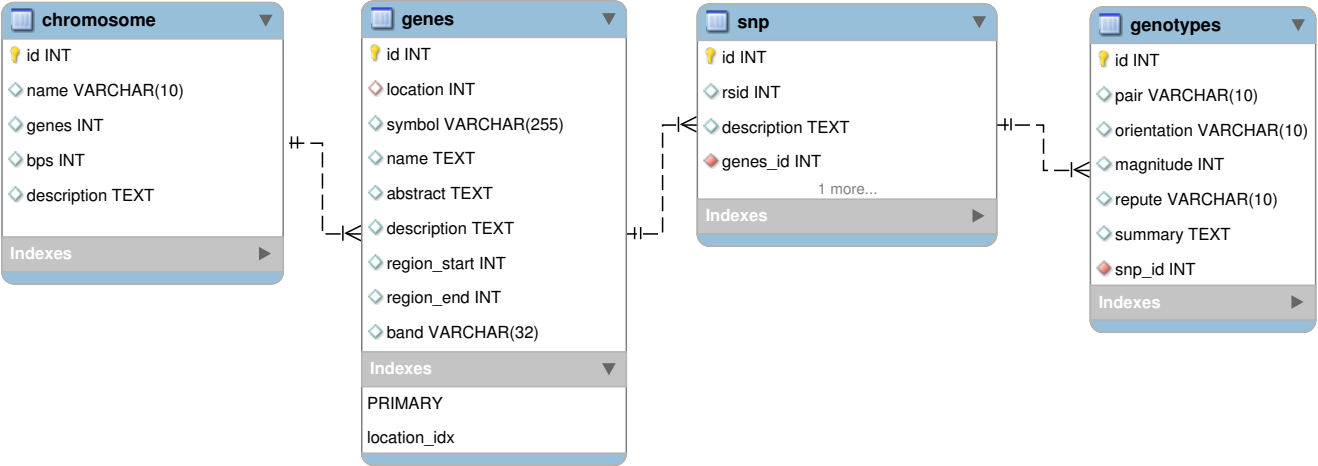 chromosome
id INT
name VARCHAR(10)
genes INT
bps INT
description TEXT
Indexes
genes
id INT
location INT
symbol VARCHAR(255)
name TEXT
abstract TEXT
description TEXT
region_start INT
region_end INT
band VARCHAR(32)
Indexes
PRIMARY
location_idx
snp
id INT
rsid INT
description TEXT
genes_id INT
1 more...
Indexes
genotypes
id INT
pair VARCHAR(10)
orientation VARCHAR(10)
magnitude INT
repute VARCHAR(10)
summary TEXT
snp_id INT
Indexes